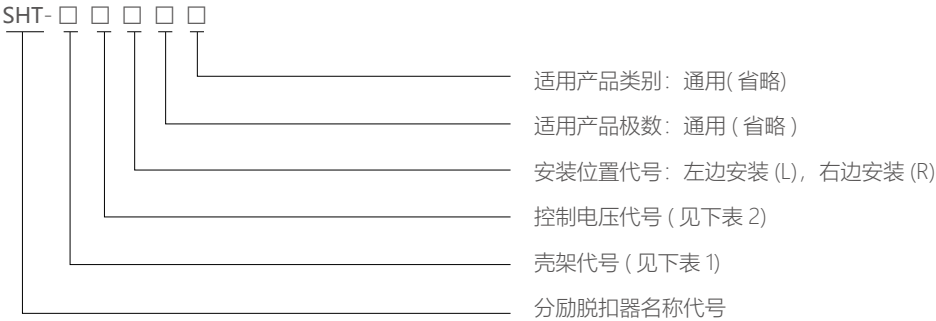 SHT-□ □ □ □ □
适用产品类别：通用( 省略)
适用产品极数：通用 ( 省略 )
安装位置代号：左边安装 (L)，右边安装 (R)
控制电压代号 ( 见下表 2)
壳架代号 ( 见下表 1)
分励脱扣器名称代号